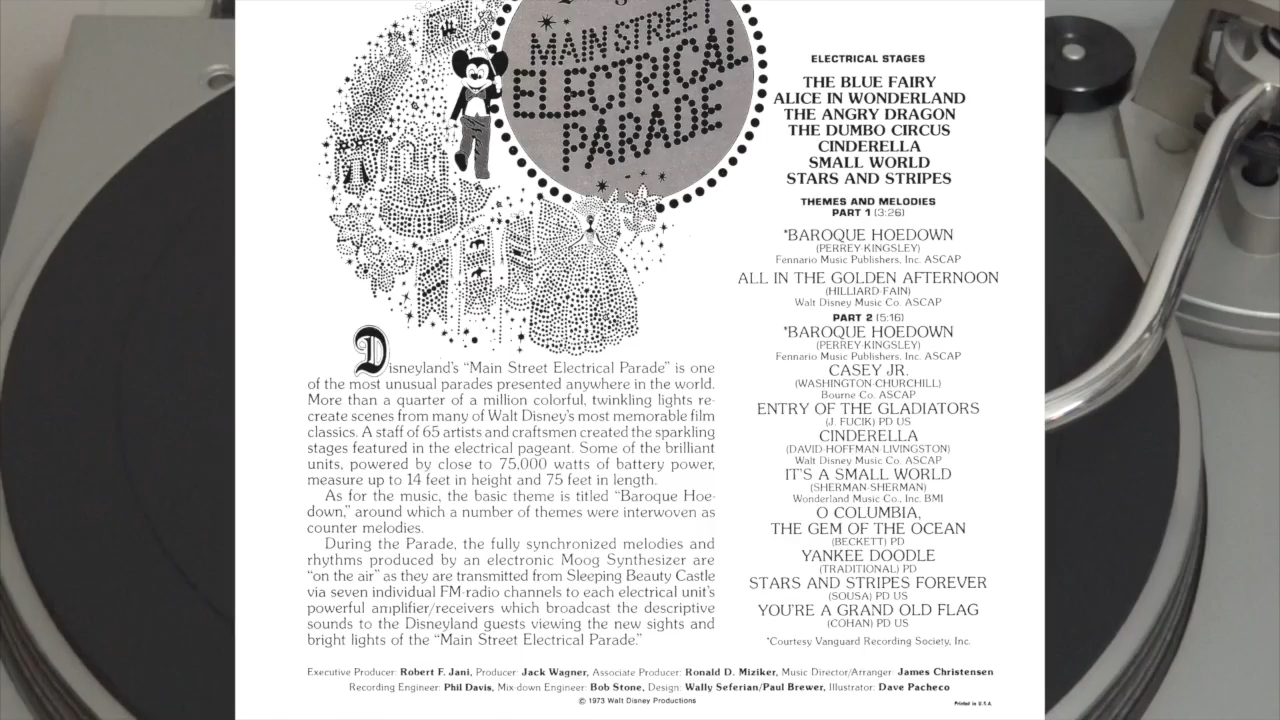 MAIN STREET
ELECTRICAL
PARADE
Disneyland's “Main Street Electrical Parade” is one
of the most unusual parades presented anywhere in the world.
More than a quarter of a million colorful, twinkling lights re-
create scenes from many of Walt Disney's most memorable film
classics. A staff of 65 artists and craftsmen created the sparkling
stages featured in the electrical pageant. Some of the brilliant
units, powered by close to 75,000 watts of battery power,
measure up to 14 feet in height and 75 feet in length.
As for the music, the basic theme is titled “Baroque Hoe-
down,” around which a number of themes were interwoven as
counter melodies.
During the Parade, the fully synchronized melodies and
rhythms produced by an electronic Moog Synthesizer are
“on the air” as they are transmitted from Sleeping Beauty Castle
via seven individual FM-radio channels to each electrical unit's
powerful amplifier/receivers which broadcast the descriptive
sounds to the Disneyland guests viewing the new sights and
bright lights of the “Main Street Electrical Parade.”
ELECTRICAL STAGES
THE BLUE FAIRY
ALICE IN WONDERLAND
THE ANGRY DRAGON
THE DUMBO CIRCUS
CINDERELLA
SMALL WORLD
STARS AND STRIPES
THEMES AND MELODIES
PART 1 (3:26)
*BAROQUE HOEDOWN
(PERREY-KINGSLEY)
Fennario Music Publishers, Inc. ASCAP
ALL IN THE GOLDEN AFTERNOON
(HILLIARD-FAIN)
Walt Disney Music Co. ASCAP
PART 2 (5:16)
*BAROQUE HOEDOWN
(PERREY-KINGSLEY)
Fennario Music Publishers, Inc. ASCAP
CASEY JR.
(WASHINGTON-CHURCHILL)
Bourne Co. ASCAP
ENTRY OF THE GLADIATORS
(J. FUCIK) PD US
CINDERELLA
(DAVID-HOFFMAN-LIVINGSTON)
Walt Disney Music Co. ASCAP
IT'S A SMALL WORLD
(SHERMAN-SHERMAN)
Wonderland Music Co., Inc. BMI
O COLUMBIA,
THE GEM OF THE OCEAN
(BECKETT) PD
YANKEE DOODLE
(TRADITIONAL) PD
STARS AND STRIPES FOREVER
(SOUSA) PD US
YOU'RE A GRAND OLD FLAG
(COHAN) PD US
*Courtesy Vanguard Recording Society, Inc.
Executive Producer: Robert F. Jani, Producer: Jack Wagner, Associate Producer: Ronald D. Miziker, Music Director/Arranger: James Christensen
Recording Engineer: Phil Davis, Mix-down Engineer: Bob Stone, Design: Wally Seferian/Paul Brewer, Illustrator: Dave Pacheco
© 1973 Walt Disney Productions
Printed in U.S.A.